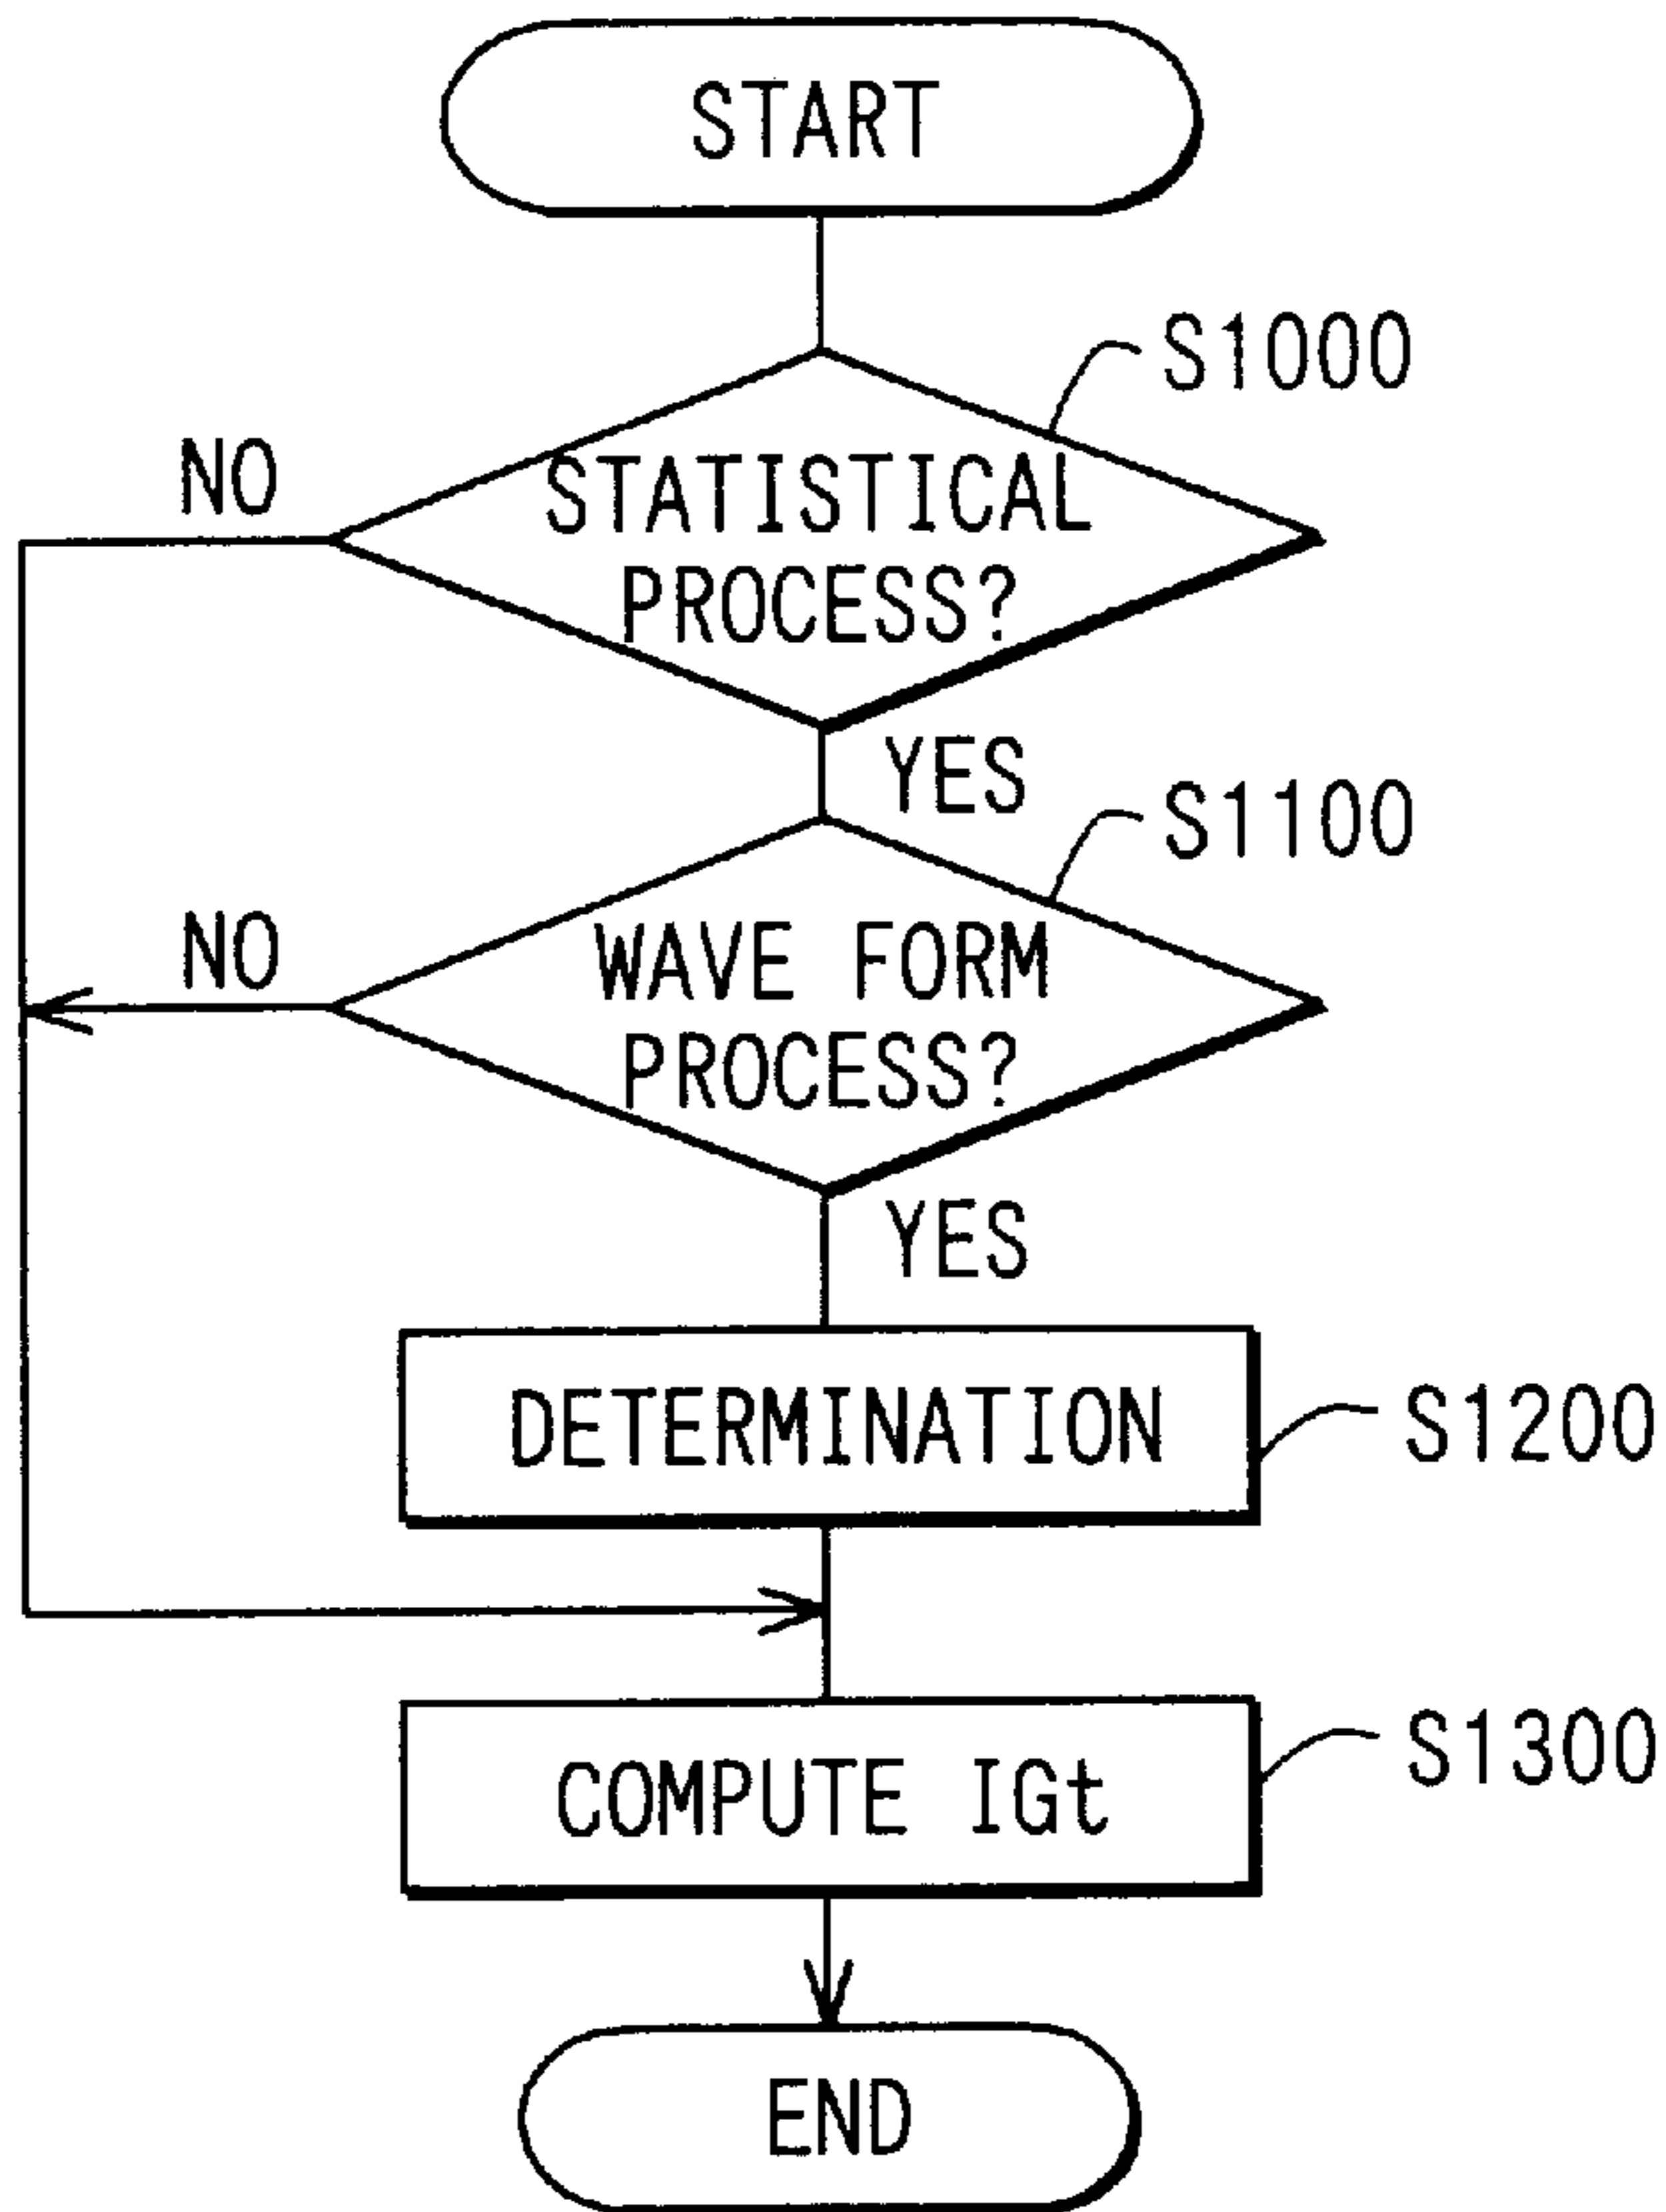 START
S1000
NO
STATISTICAL
PROCESS?
YES
S1100
NO
WAVE FORM
PROCESS?
YES
DETERMINATION
S1200
COMPUTE IGt
S1300
END